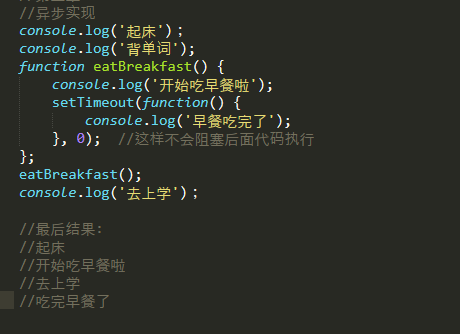 //异步实现
console.log('起床');
console.log('背单词');
function eatBreakfast() {
console.log('开始吃早餐啦');
setTimeout(function() {
console.log('早餐吃完了');
}, 0); //这样不会阻塞后面代码执行
};
eatBreakfast();
console.log('去上学');
//最后结果:
//起床
//开始吃早餐啦
//去上学
//吃完早餐了